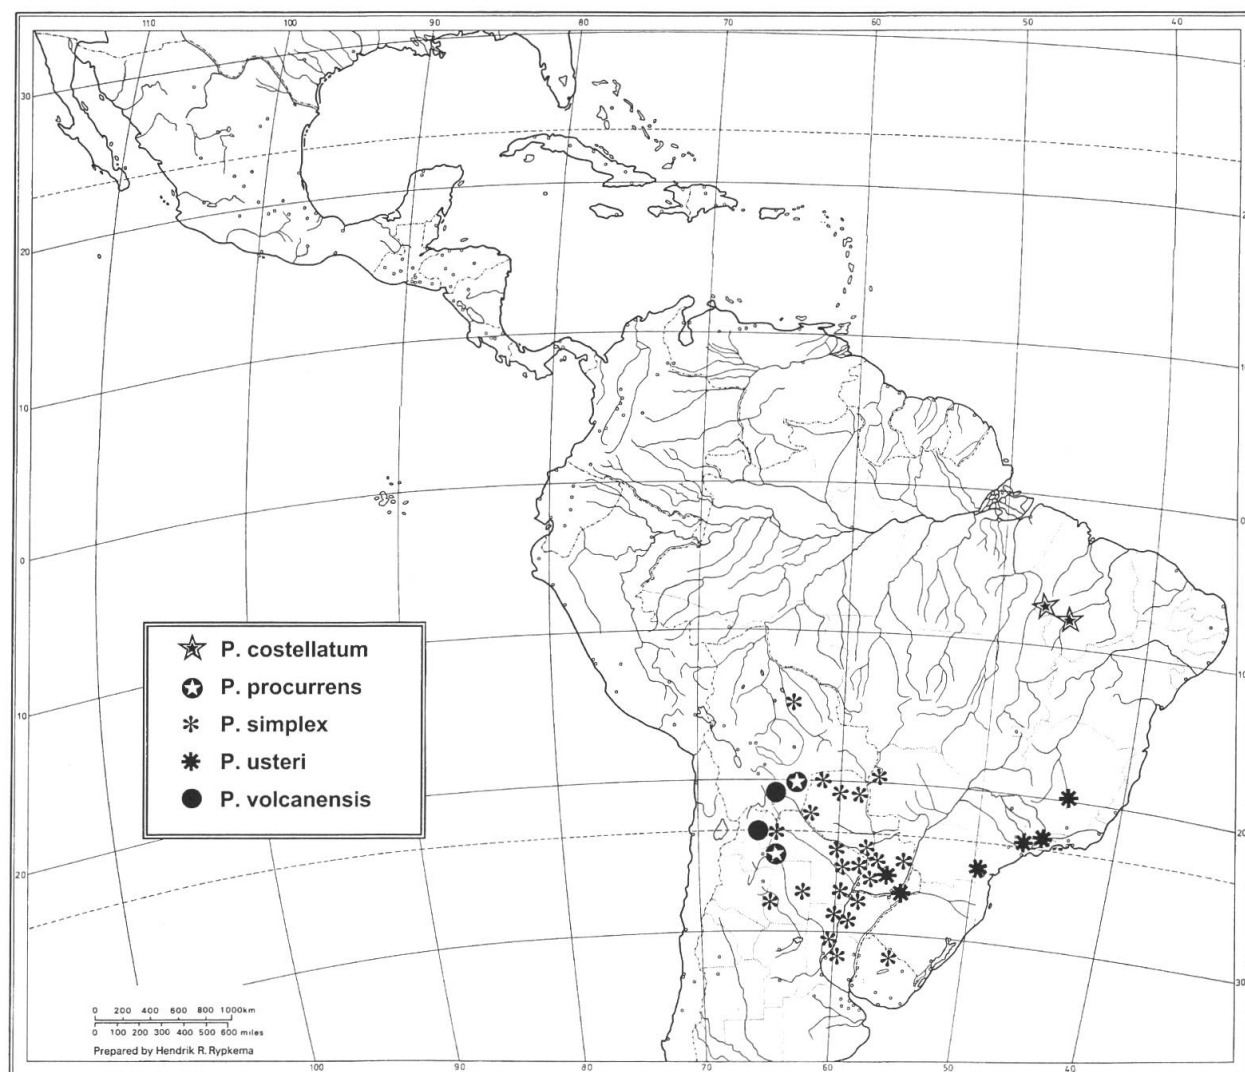 110 100 90 80 70 60 50 40
30
20
10
0
10
20
30
P. costellatum
P. procurrens
P. simplex
P. usteri
P. volcanensis
0 200 400 600 800 1000km
0 100 200 300 400 500 600 miles
Prepared by Hendrik R. Rypkema
100 90 80 70 60 50 40